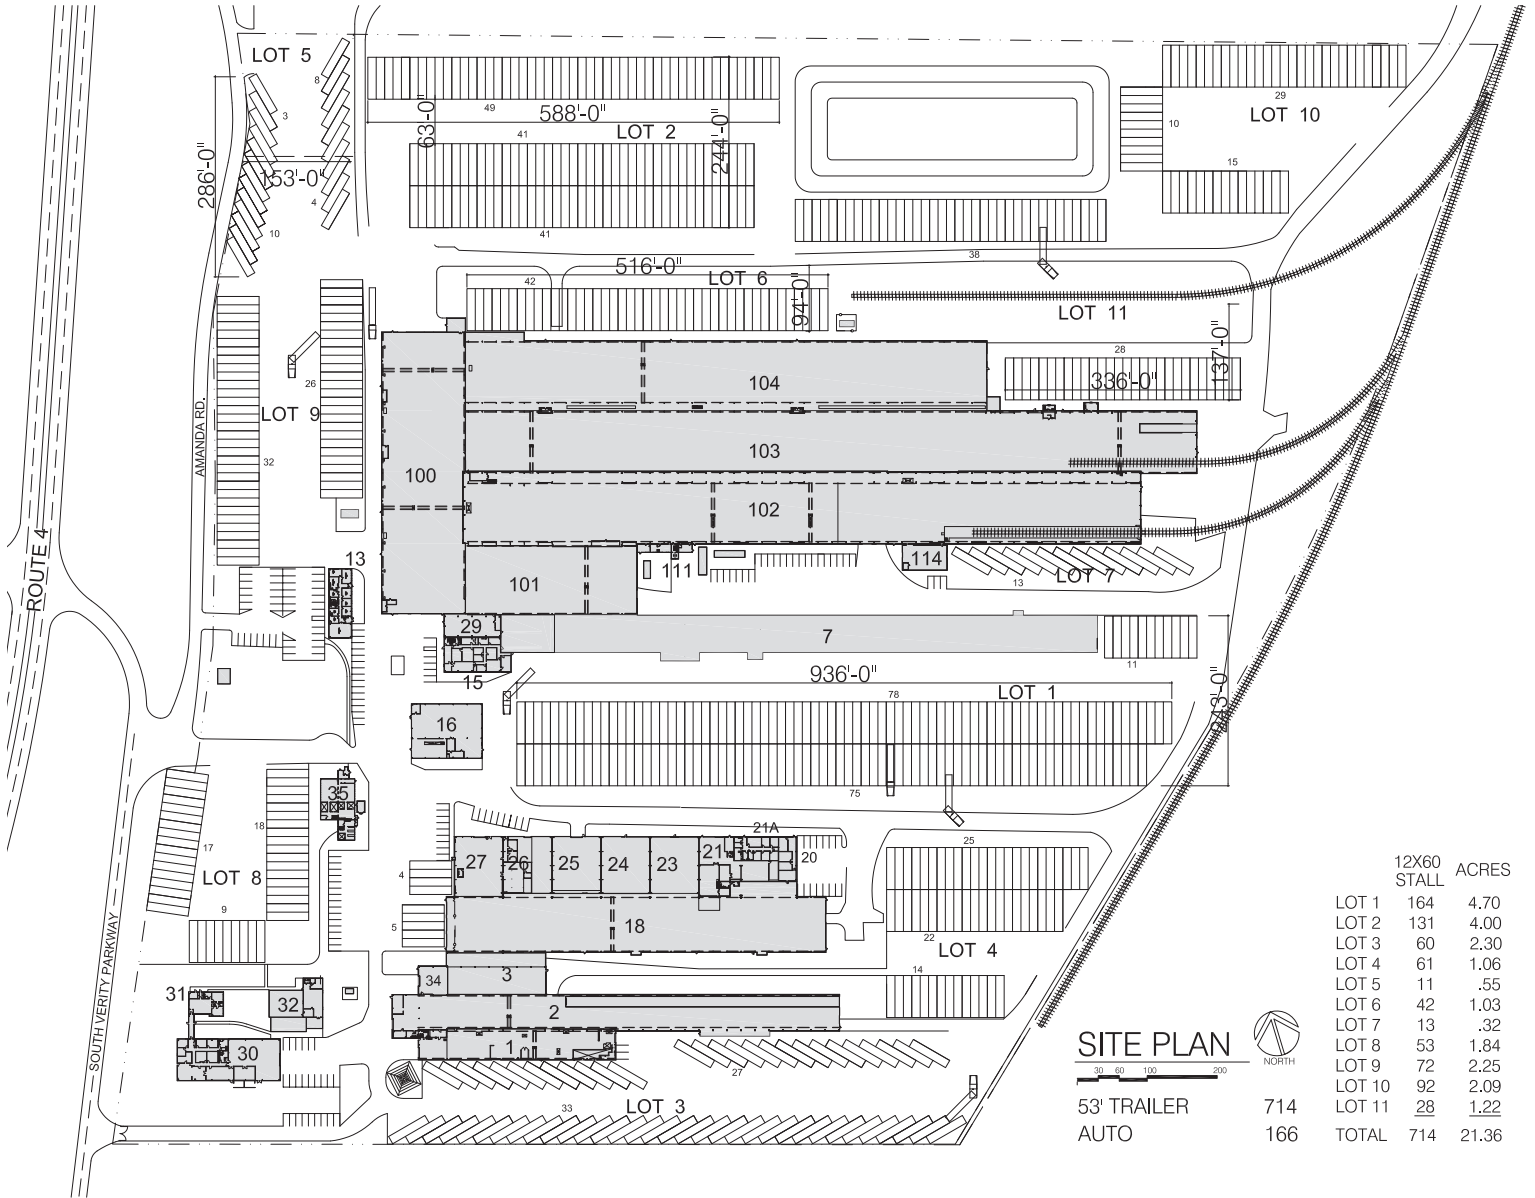 LOT 5
8
3
286'-0"
153'-0"
4
10
49
588'-0"
63'-0"
41
LOT 2
244'-0"
41
29
LOT 10
10
15
38
516'-0"
42
LOT 6
94'-0"
LOT 11
28
336'-0"
137'-0"
26
LOT 9
32
AMANDA RD.
ROUTE 4
104
103
100
102
101
111
114
13
LOT 7
13
29
7
15
11
936'-0"
78
LOT 1
243'-0"
75
16
35
18
17
LOT 8
9
SOUTH VERITY PARKWAY
27
26
25
24
23
21
21A
20
4
5
18
25
22
LOT 4
14
34
3
2
1
31
32
30
27
33
LOT 3
SITE PLAN
NORTH
30 60 100 200
53' TRAILER 714
AUTO 166
12X60
STALL ACRES
LOT 1 164 4.70
LOT 2 131 4.00
LOT 3 60 2.30
LOT 4 61 1.06
LOT 5 11 .55
LOT 6 42 1.03
LOT 7 13 .32
LOT 8 53 1.84
LOT 9 72 2.25
LOT 10 92 2.09
LOT 11 28 1.22
TOTAL 714 21.36